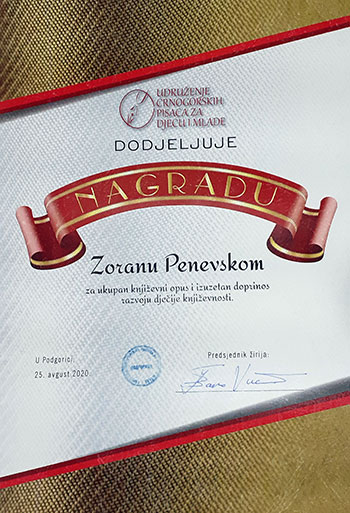 UDRUŽENJE
CRNOGORSKIH
PISACA ZA
DJECU I MLADE
DODJELJUJE
NAGRADU
Zoranu Penevskom
za ukupan književni opus i izuzetan doprinos
razvoju dječije književnosti.
U Podgorici,
25. avgust 2020.
Predsjednik žirija: